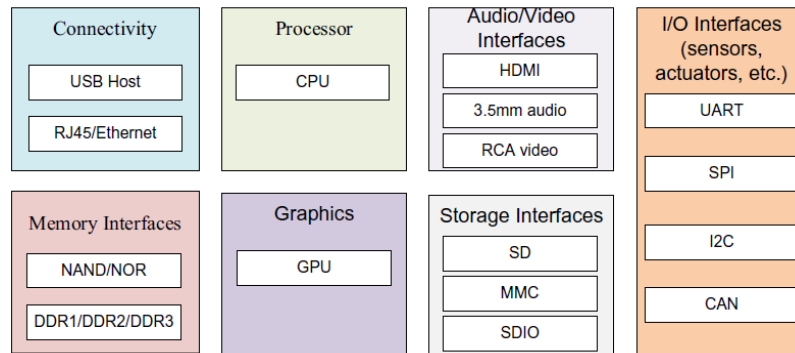 Connectivity
USB Host
RJ45/Ethernet
Processor
CPU
Audio/Video
Interfaces
HDMI
3.5mm audio
RCA video
I/O Interfaces
(sensors,
actuators, etc.)
UART
SPI
I2C
CAN
Memory Interfaces
NAND/NOR
DDR1/DDR2/DDR3
Graphics
GPU
Storage Interfaces
SD
MMC
SDIO